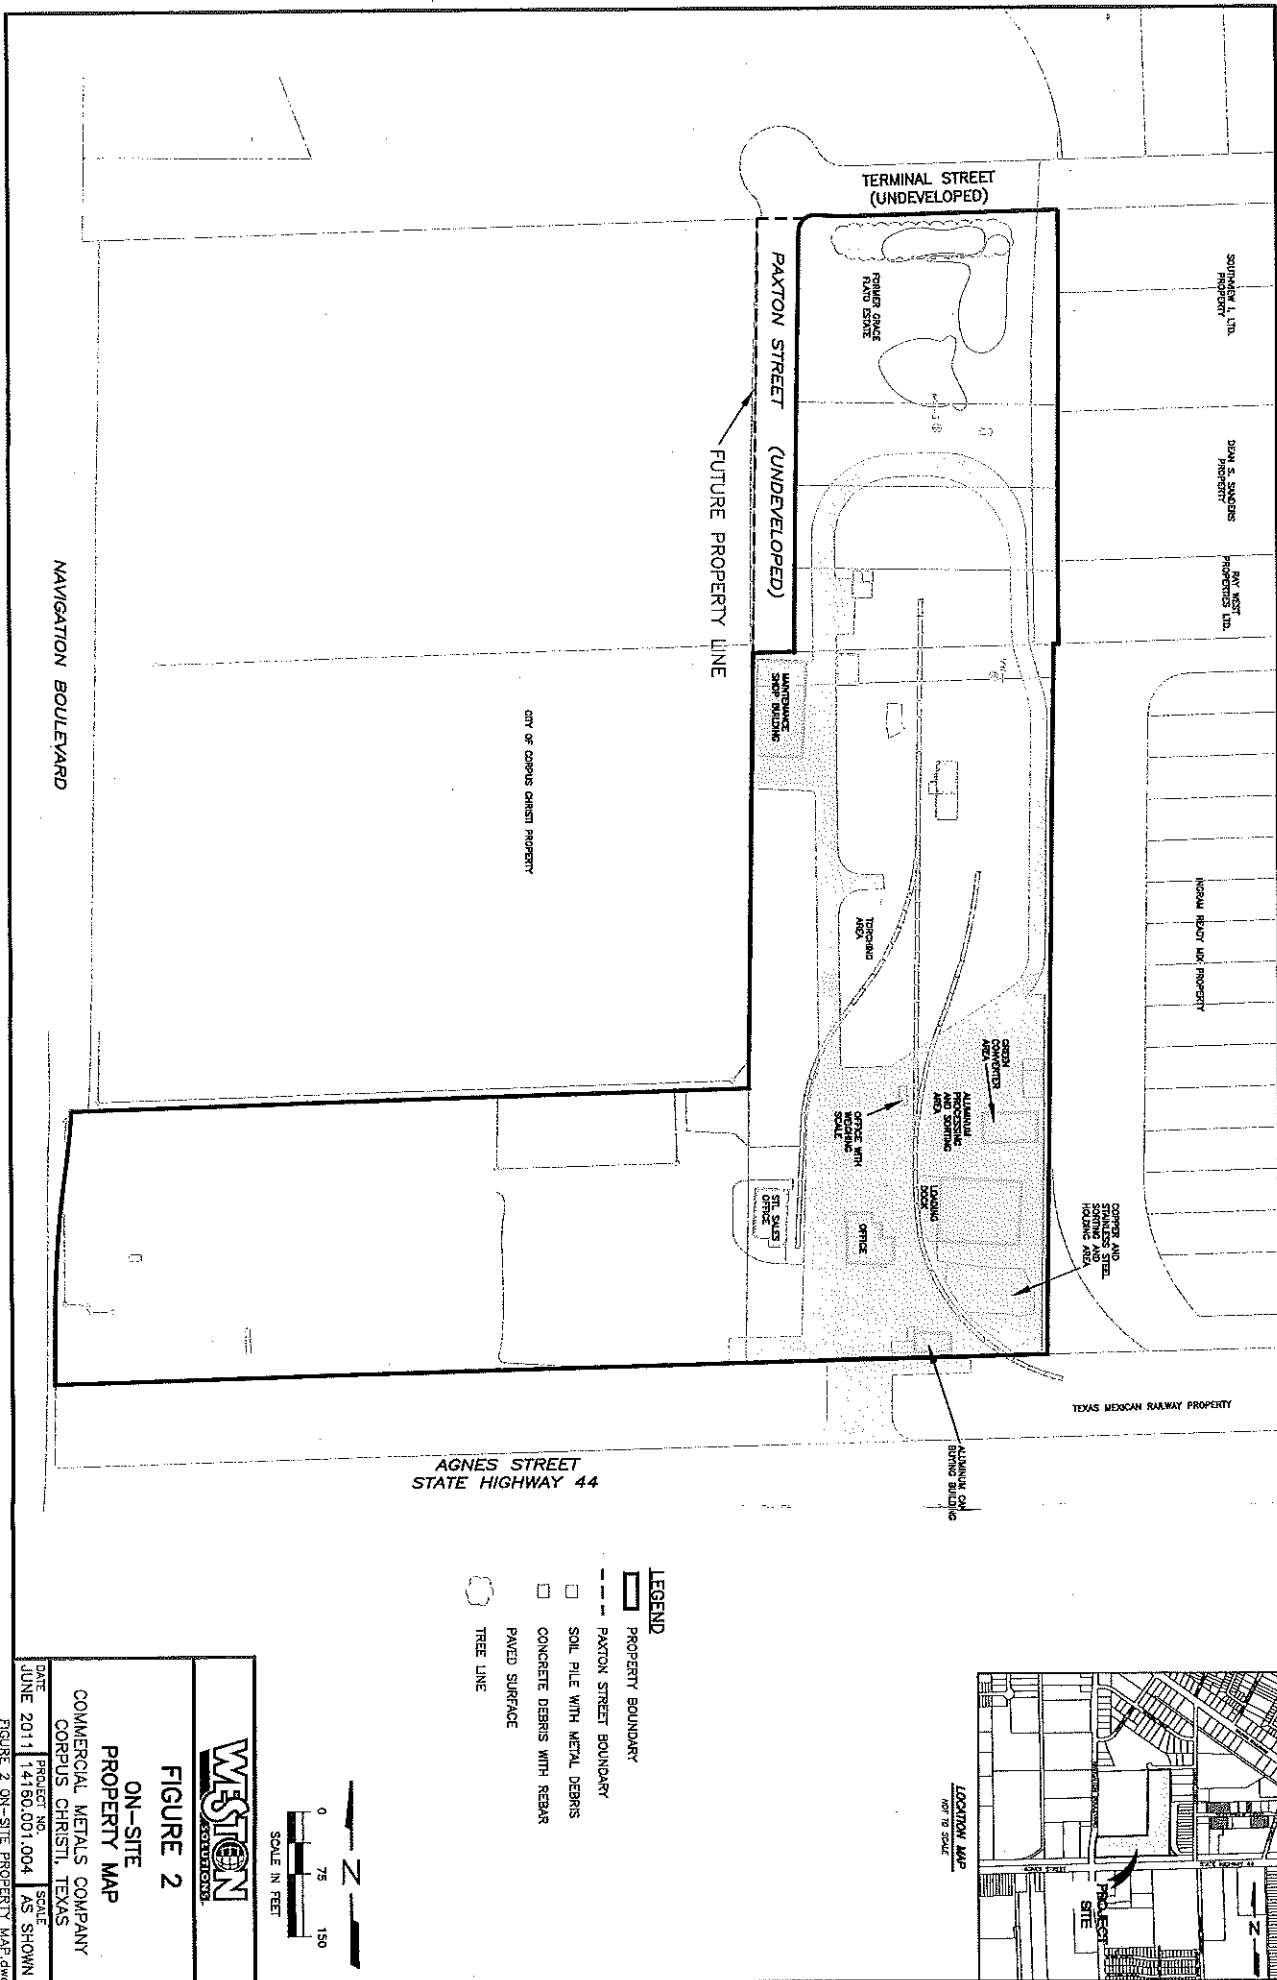 TERMINAL STREET
(UNDEVELOPED)
SOUTHVIEW I, LTD.
PROPERTY
DEAN S. SANDERS
PROPERTY
RAY WEST
PROPERTIES LTD.
INGRAM READY MIX PROPERTY
FORMER GRACE
FLATO ESTATE
PAXTON STREET (UNDEVELOPED)
FUTURE PROPERTY LINE
MAINTENANCE
SHOP BUILDING
CITY OF CORPUS CHRISTI PROPERTY
NAVIGATION BOULEVARD
TORCHING
AREA
GREEN
CONVERTER
AREA
ALUMINUM
PROCESSING
AND SORTING
AREA
OFFICE WITH
WEIGHING
SCALE
LOADING
DOCK
OFFICE
STL SALES
OFFICE
COPPER AND
STAINLESS STEEL
SORTING AND
HOLDING AREA
TEXAS MEXICAN RAILWAY PROPERTY
ALUMINUM CAN
BUYING BUILDING
AGNES STREET
STATE HIGHWAY 44
LEGEND
PROPERTY BOUNDARY
PAXTON STREET BOUNDARY
SOIL PILE WITH METAL DEBRIS
CONCRETE DEBRIS WITH REBAR
PAVED SURFACE
TREE LINE
PROJECT
SITE
N
LOCATION MAP
NOT TO SCALE
N
0 75 150
SCALE IN FEET
WESTON
SOLUTIONS
FIGURE 2
ON-SITE
PROPERTY MAP
COMMERCIAL METALS COMPANY
CORPUS CHRISTI, TEXAS
DATE
JUNE 2011
PROJECT NO.
14160.001.004
SCALE
AS SHOWN
FIGURE 2 ON-SITE PROPERTY MAP.dwg